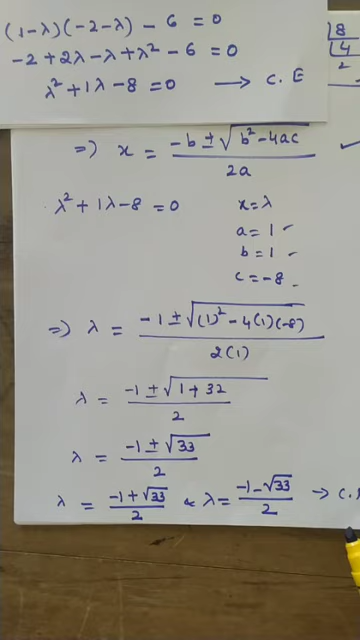 (1-λ)(-2-λ) - 6 = 0
-2+2λ-λ+λ² - 6 = 0
λ² + 1λ - 8 = 0 → C.E
8
4
2
⇒) x = (-b ± √(b² - 4ac)) / 2a
λ² + 1λ - 8 = 0
x = λ
a = 1
b = 1
c = -8
⇒) λ = (-1 ± √((1)² - 4(1)(-8))) / 2(1)
λ = (-1 ± √(1 + 32)) / 2
λ = (-1 ± √33) / 2
λ = (-1 + √33) / 2 & λ = (-1 - √33) / 2 → C.